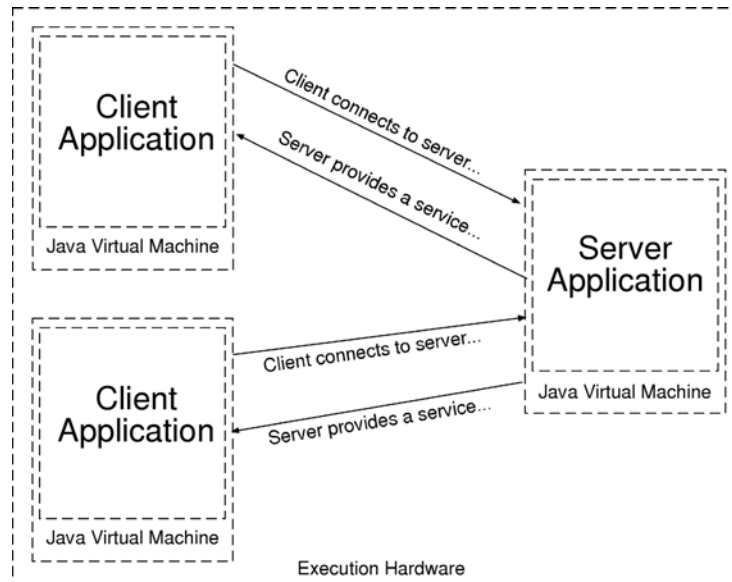 Client
Application
Java Virtual Machine
Client connects to server...
Server provides a service...
Server
Application
Java Virtual Machine
Client
Application
Java Virtual Machine
Client connects to server...
Server provides a service...
Execution Hardware